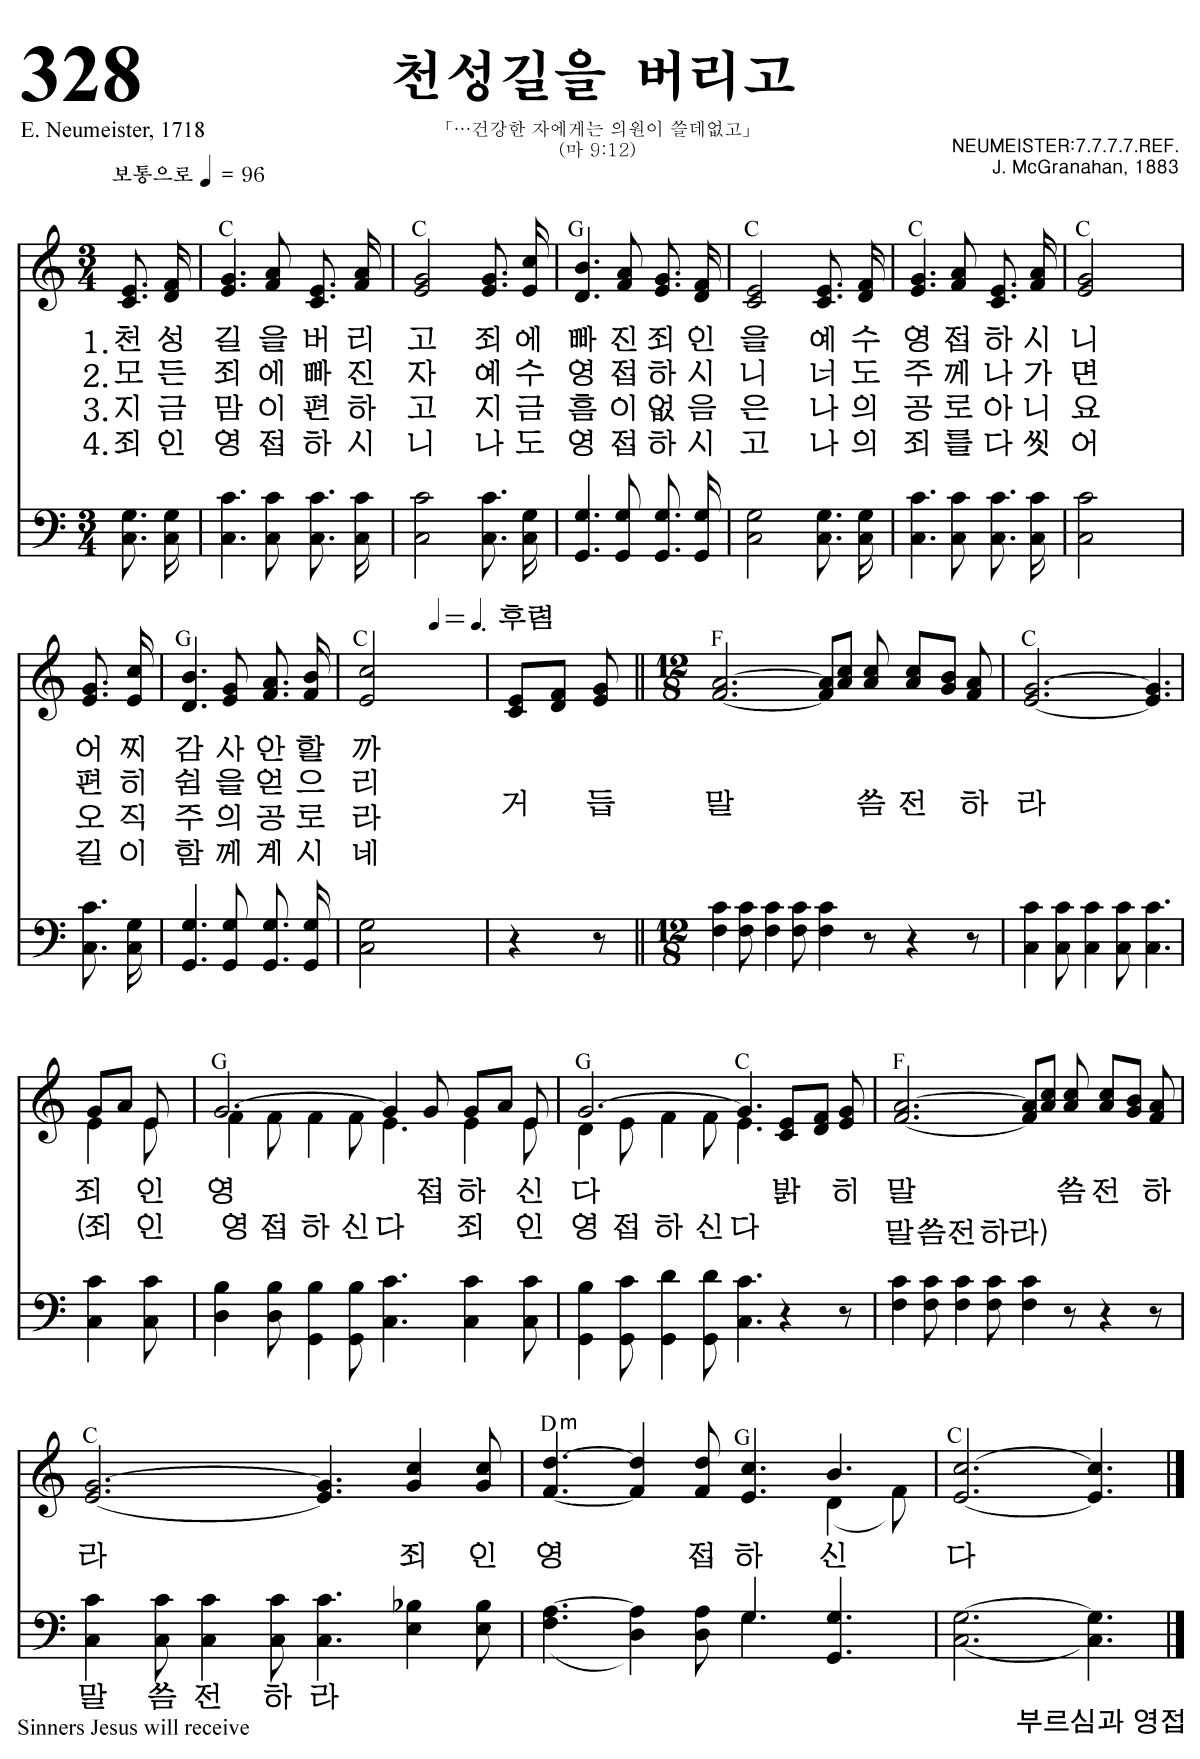 328
천성길을 버리고
E. Neumeister, 1718
「…건강한 자에게는 의원이 쓸데없고」
(마 9:12)
NEUMEISTER:7.7.7.7.REF.
J. McGranahan, 1883
보통으로 ♩ = 96
C C G C C C
3/4
1.천 성 길 을 버 리 고 죄 에 빠 진 죄 인 을 예 수 영 접 하 시 니
2.모 든 죄 에 빠 진 자 예 수 영 접 하 시 니 너 도 주 께 나 가 면
3.지 금 맘 이 편 하 고 지 금 흠 이 없 음 은 나 의 공 로 아 니 요
4.죄 인 영 접 하 시 니 나 도 영 접 하 시 고 나 의 죄 를 다 씻 어
3/4
♩=♩. 후렴
G C F C
12/8
어 찌 감 사 안 할 까
편 히 쉼 을 얻 으 리
오 직 주 의 공 로 라
길 이 함 께 계 시 네
거 듭 말 씀 전 하 라
12/8
G G C F
죄 인 영 접 하 신 다 밝 히 말 씀 전 하
(죄 인 영 접 하 신 다 죄 인 영 접 하 신 다 말씀전하라)
C Dm G C
라 죄 인 영 접 하 신 다
말 씀 전 하 라
Sinners Jesus will receive
부르심과 영접